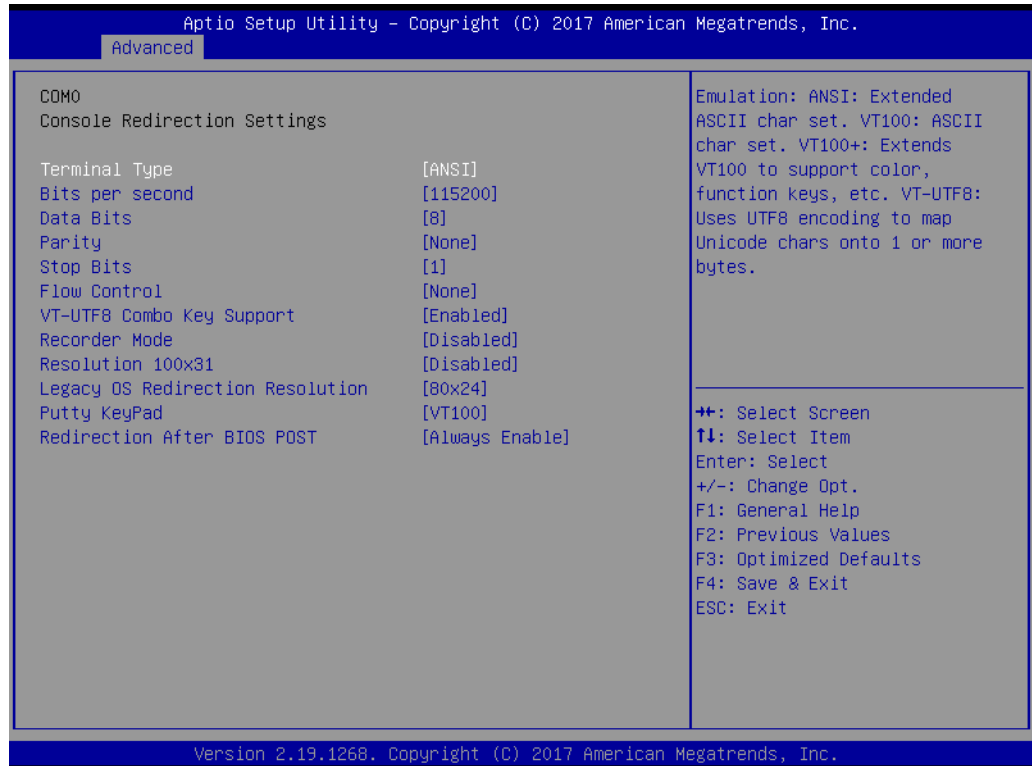 Aptio Setup Utility – Copyright (C) 2017 American Megatrends, Inc.
Advanced
COM0
Console Redirection Settings
Terminal Type [ANSI]
Bits per second [115200]
Data Bits [8]
Parity [None]
Stop Bits [1]
Flow Control [None]
VT-UTF8 Combo Key Support [Enabled]
Recorder Mode [Disabled]
Resolution 100x31 [Disabled]
Legacy OS Redirection Resolution [80x24]
Putty KeyPad [VT100]
Redirection After BIOS POST [Always Enable]
Emulation: ANSI: Extended
ASCII char set. VT100: ASCII
char set. VT100+: Extends
VT100 to support color,
function keys, etc. VT-UTF8:
Uses UTF8 encoding to map
Unicode chars onto 1 or more
bytes.
→←: Select Screen
↑↓: Select Item
Enter: Select
+/-: Change Opt.
F1: General Help
F2: Previous Values
F3: Optimized Defaults
F4: Save & Exit
ESC: Exit
Version 2.19.1268. Copyright (C) 2017 American Megatrends, Inc.